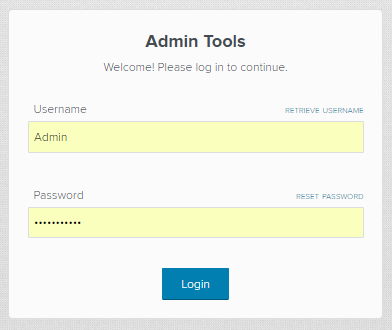 Admin Tools
Welcome! Please log in to continue.
Username RETRIEVE USERNAME
Admin
Password RESET PASSWORD
•••••••••••
Login